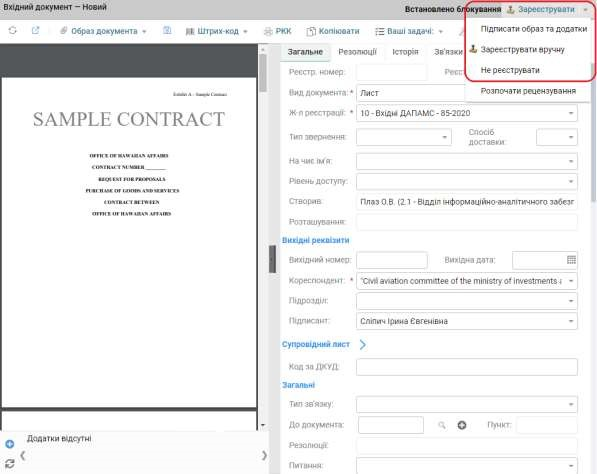 Вхідний документ — Новий
Встановлено блокування
Зареєструвати
Образ документа
Штрих-код
РКК
Копіювати
Ваші задачі:
Підписати образ та додатки
Зареєструвати вручну
Не реєструвати
Розпочати рецензування
Загальне Резолюції Історія Зв'язки
Реєстр. номер:
Вид документа: * Лист
Ж-л реєстрації: * 10 - Вхідні ДАПАМС - 85-2020
Тип звернення: Спосіб доставки:
На чиє ім'я:
Рівень доступу:
Створив: Плаз О.В. (2.1 - Відділ інформаційно-аналітичного забезг
Розташування:
Вихідні реквізити
Вихідний номер: Вихідна дата:
Кореспондент: * "Civil aviation committee of the ministry of investments
Підрозділ:
Підписант: Сліпич Ірина Євгенівна
Супровідний лист
Код за ДКУД:
Загальні
Тип зв'язку:
До документа: Пункт:
Резолюції:
Питання:
Exhibit A – Sample Contract
SAMPLE CONTRACT
OFFICE OF HAWAIIAN AFFAIRS
CONTRACT NUMBER
REQUEST FOR PROPOSALS
PURCHASE OF GOODS AND SERVICES
CONTRACT BETWEEN
OFFICE OF HAWAIIAN AFFAIRS
Додатки відсутні